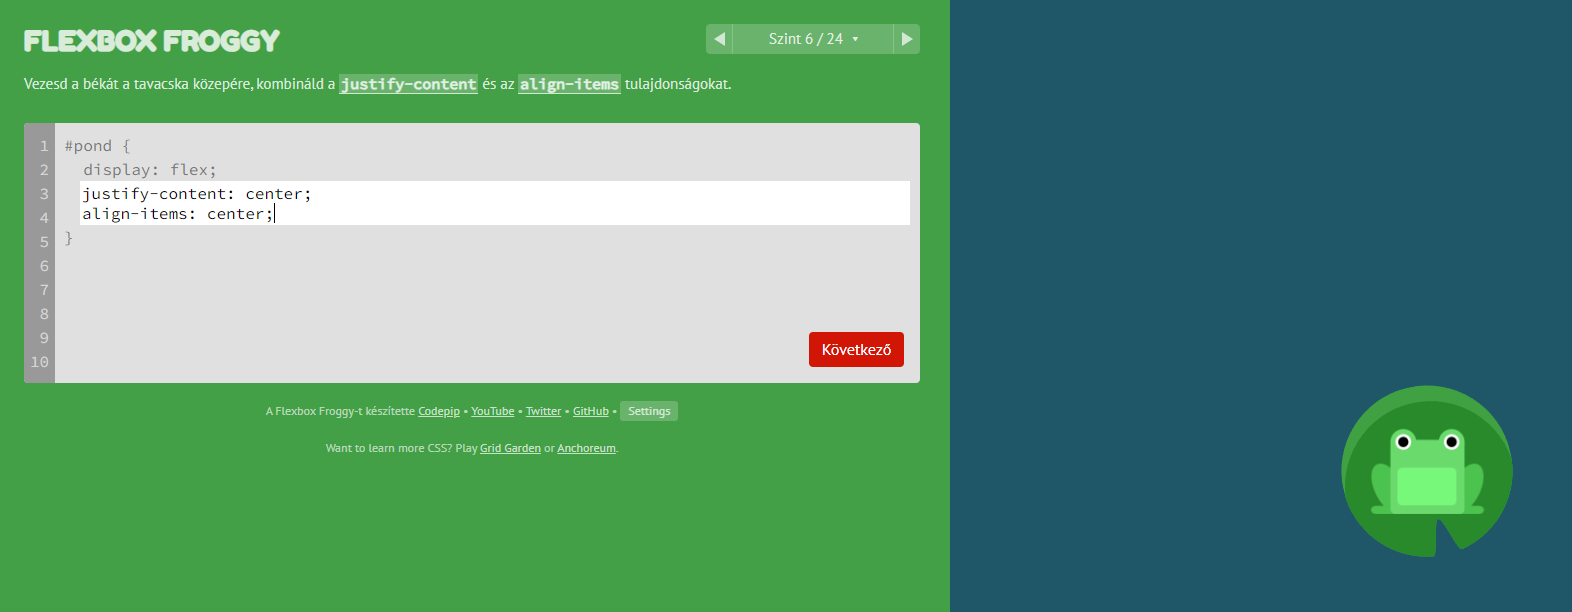 FLEXBOX FROGGY
Szint 6 / 24
Vezesd a békát a tavacska közepére, kombináld a justify-content és az align-items tulajdonságokat.
1 #pond {
2 display: flex;
3 justify-content: center;
4 align-items: center;
5 }
6
7
8
9
10
Következő
A Flexbox Froggy-t készítette Codepip • YouTube • Twitter • GitHub • Settings
Want to learn more CSS? Play Grid Garden or Anchoreum.